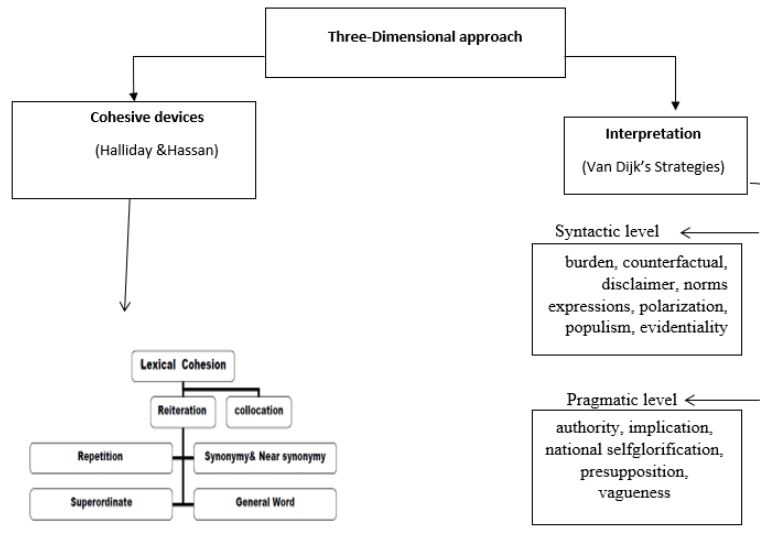 Three-Dimensional approach
Cohesive devices
(Halliday &Hassan)
Interpretation
(Van Dijk’s Strategies)
Syntactic level
burden, counterfactual,
disclaimer, norms
expressions, polarization,
populism, evidentiality
Lexical Cohesion
Reiteration
collocation
Repetition
Synonymy& Near synonymy
Superordinate
General Word
Pragmatic level
authority, implication,
national selfglorification,
presupposition,
vagueness